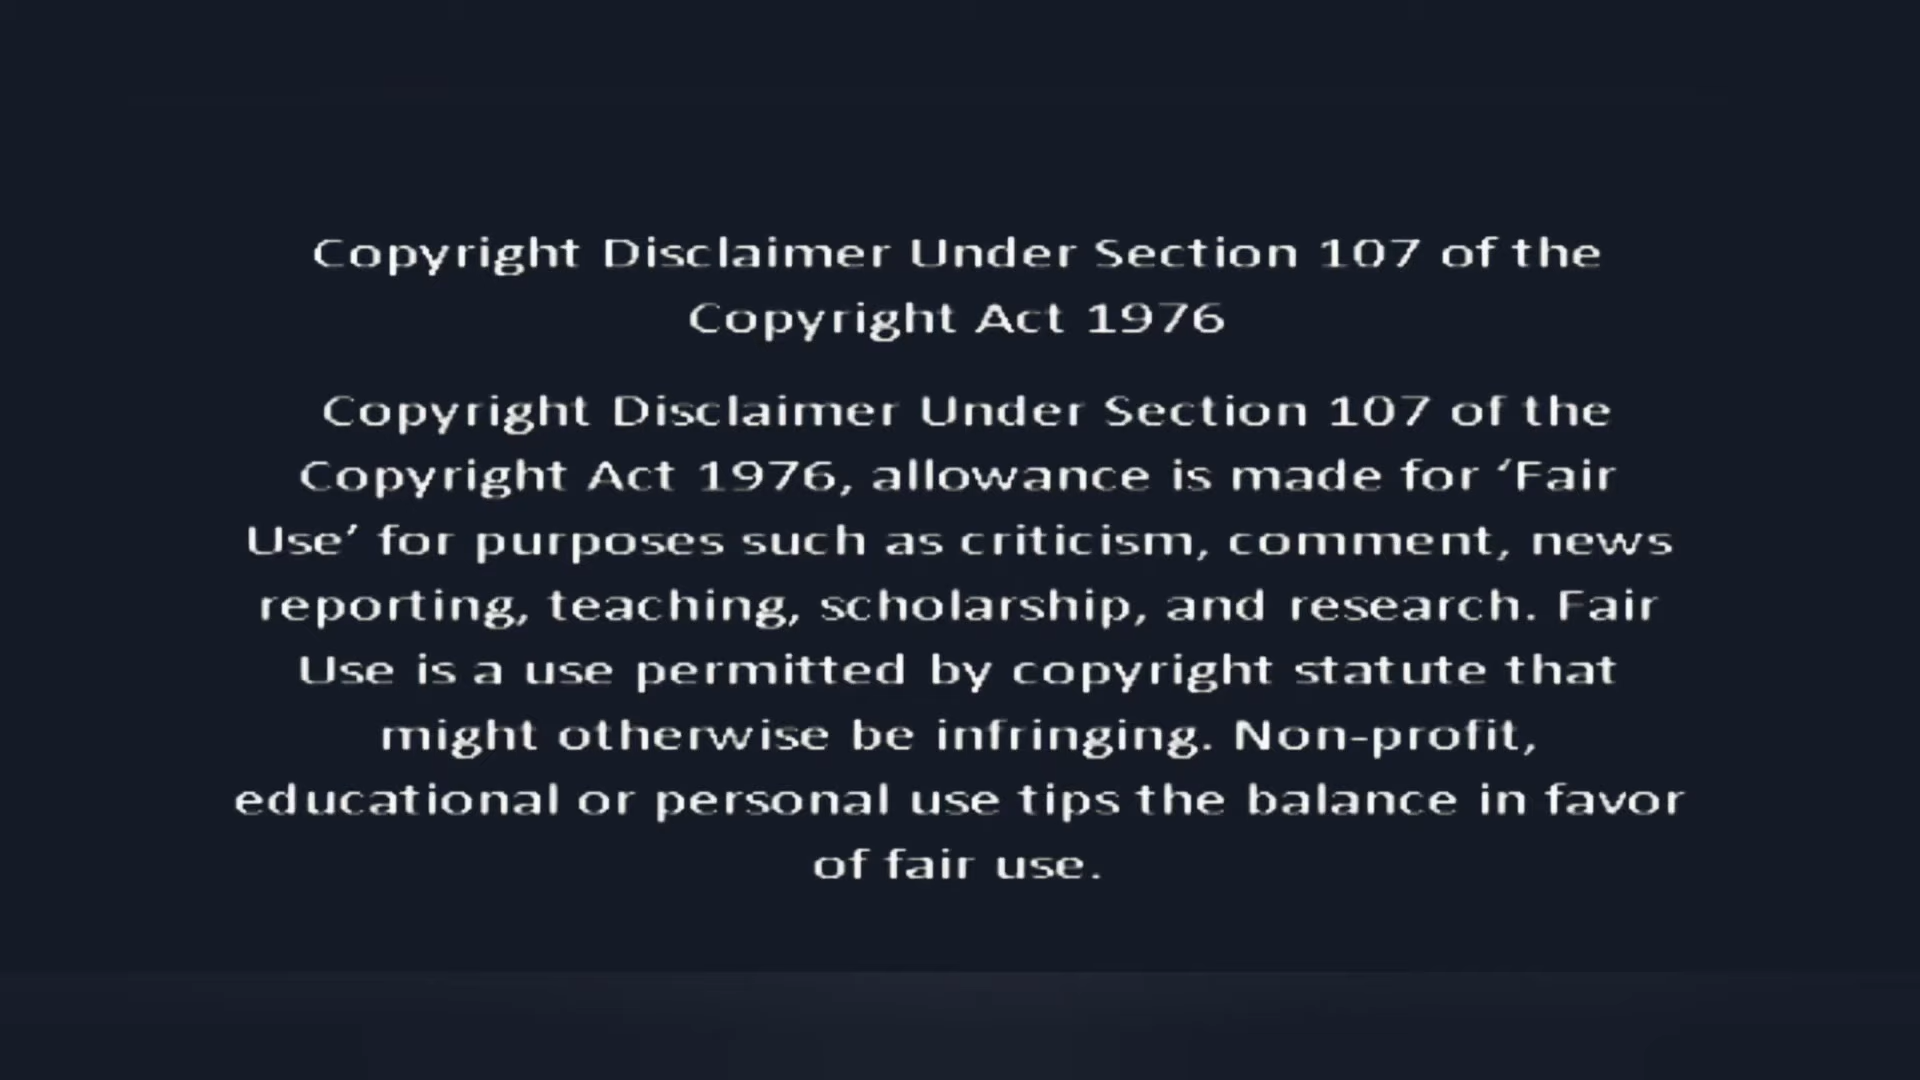 Copyright Disclaimer Under Section 107 of the
Copyright Act 1976
Copyright Disclaimer Under Section 107 of the
Copyright Act 1976, allowance is made for ‘Fair
Use’ for purposes such as criticism, comment, news
reporting, teaching, scholarship, and research. Fair
Use is a use permitted by copyright statute that
might otherwise be infringing. Non-profit,
educational or personal use tips the balance in favor
of fair use.